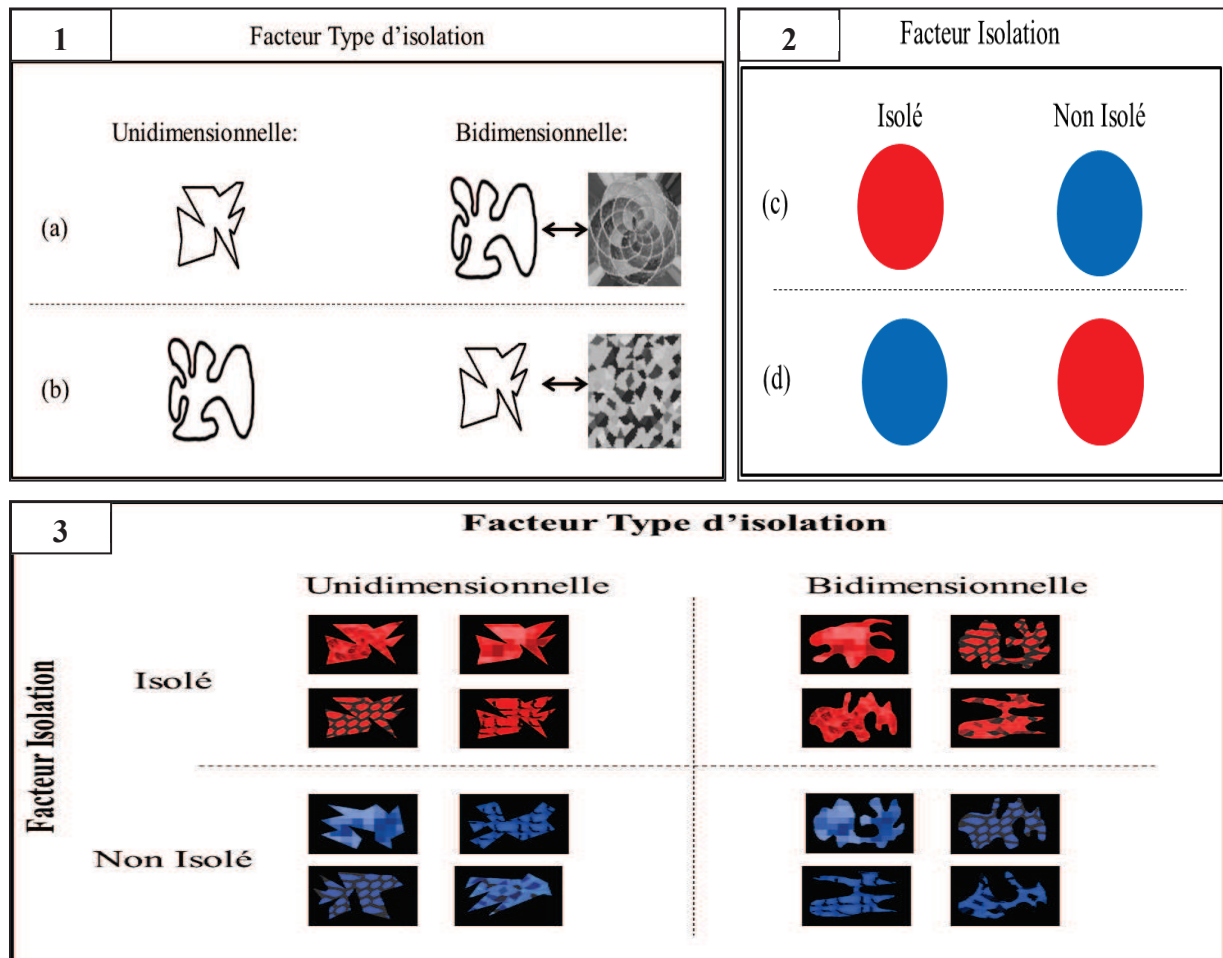 1
Facteur Type d'isolation
Unidimensionnelle: Bidimensionnelle:
(a)
(b)
2
Facteur Isolation
Isolé Non Isolé
(c)
(d)
3
Facteur Type d'isolation
Unidimensionnelle Bidimensionnelle
Facteur Isolation
Isolé
Non Isolé